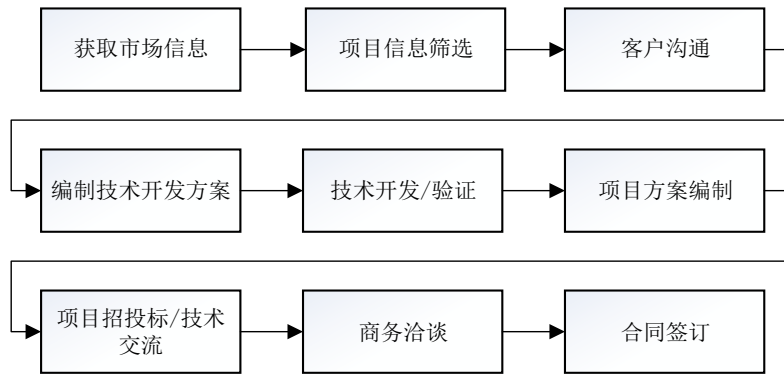 获取市场信息
项目信息筛选
客户沟通
编制技术开发方案
技术开发/验证
项目方案编制
项目招投标/技术
交流
商务洽谈
合同签订